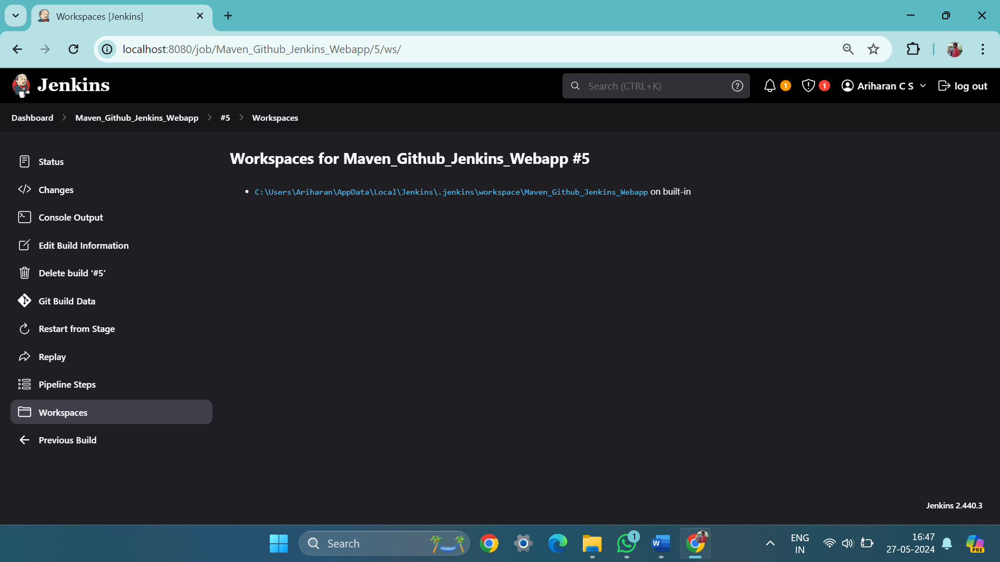 Workspaces [Jenkins]
localhost:8080/job/Maven_Github_Jenkins_Webapp/5/ws/
Jenkins
Search (CTRL+K)
1
1
Ariharan C S
log out
Dashboard
Maven_Github_Jenkins_Webapp
#5
Workspaces
Status
Changes
Console Output
Edit Build Information
Delete build ‘#5’
Git Build Data
Restart from Stage
Replay
Pipeline Steps
Workspaces
Previous Build
Workspaces for Maven_Github_Jenkins_Webapp #5
C:\Users\Ariharan\AppData\Local\Jenkins\.jenkins\workspace\Maven_Github_Jenkins_Webapp on built-in
Jenkins 2.440.3
Search
1
W
ENG
IN
16:47
27-05-2024
PRE